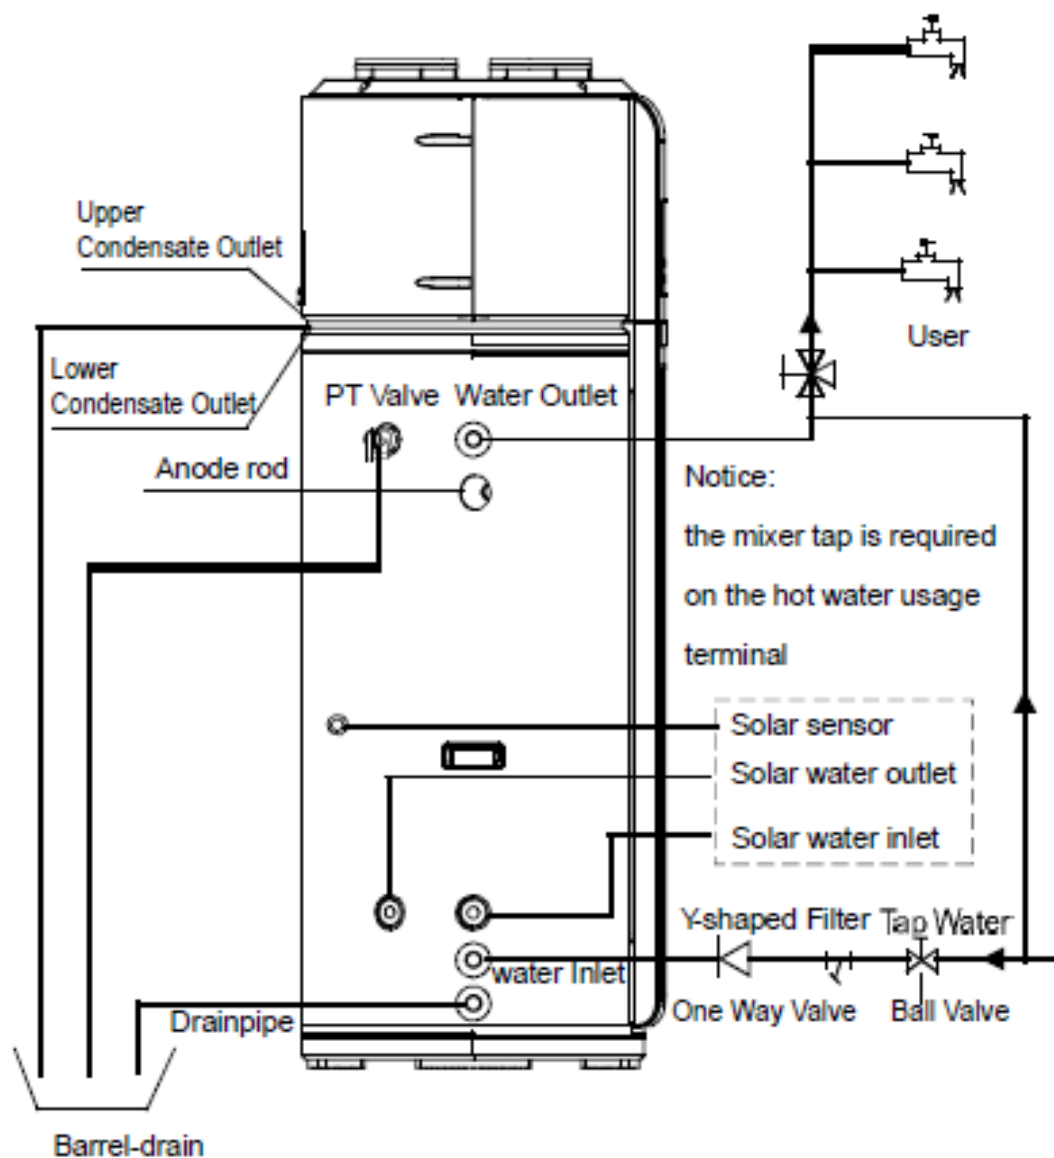 Upper
Condensate Outlet
User
Lower
Condensate Outlet
PT Valve
Water Outlet
Anode rod
Notice:
the mixer tap is required
on the hot water usage
terminal
Solar sensor
Solar water outlet
Solar water inlet
Y-shaped Filter
Tap Water
water Inlet
One Way Valve
Ball Valve
Drainpipe
Barrel-drain